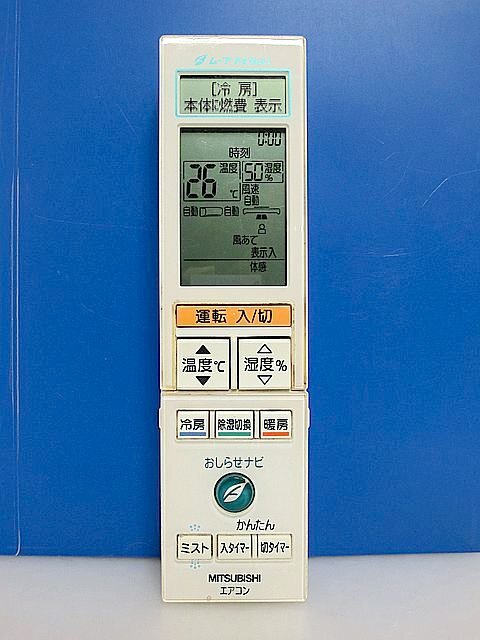 [冷 房]
本体に燃費 表示
0:00
時刻
26 温度 ℃ 50 湿度 %
風速
自動
自動 自動
風あて
表示入
体感
運転 入/切
温度℃ 湿度%
冷房 除湿切換 暖房
おしらせナビ
かんたん
ミスト 入タイマー 切タイマー
MITSUBISHI
エアコン